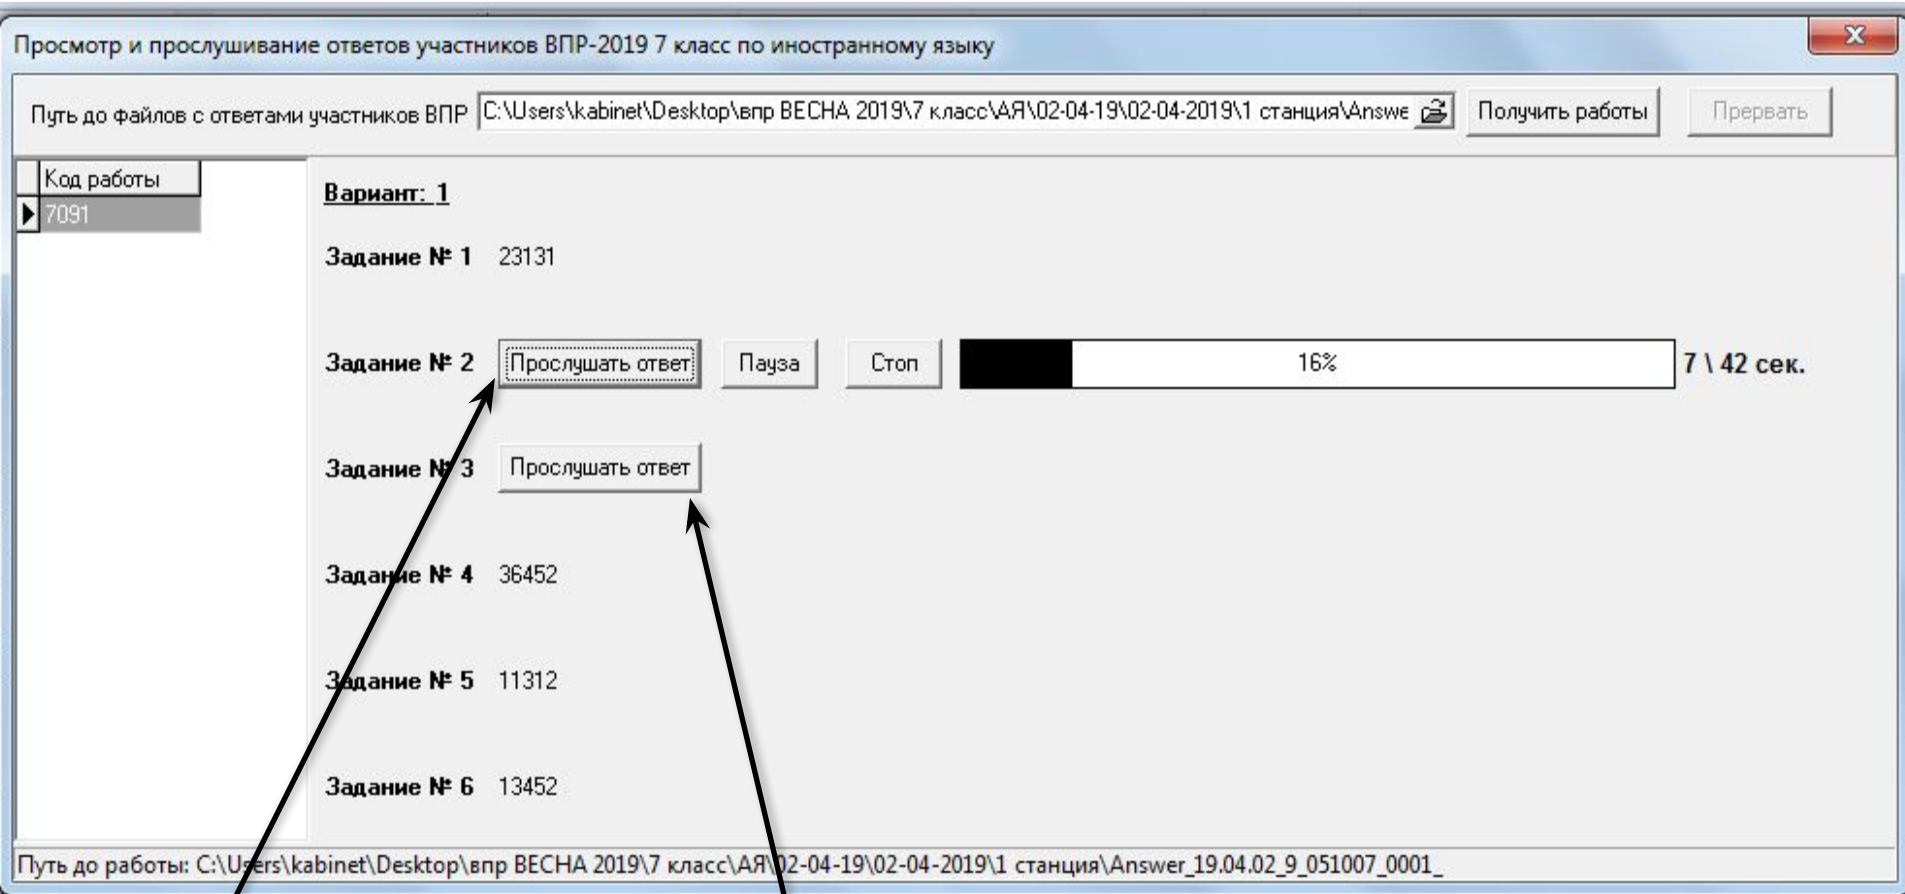 Просмотр и прослушивание ответов участников ВПР-2019 7 класс по иностранному языку
Путь до файлов с ответами участников ВПР C:\Users\kabinet\Desktop\впр ВЕСНА 2019\7 класс\АЯ\02-04-19\02-04-2019\1 станция\Answe Получить работы Прервать
Код работы
7091
Вариант: 1
Задание № 1 23131
Задание № 2 Прослушать ответ Пауза Стоп 16% 7 \ 42 сек.
Задание № 3 Прослушать ответ
Задание № 4 36452
Задание № 5 11312
Задание № 6 13452
Путь до работы: C:\Users\kabinet\Desktop\впр ВЕСНА 2019\7 класс\АЯ\02-04-19\02-04-2019\1 станция\Answer_19.04.02_9_051007_0001_